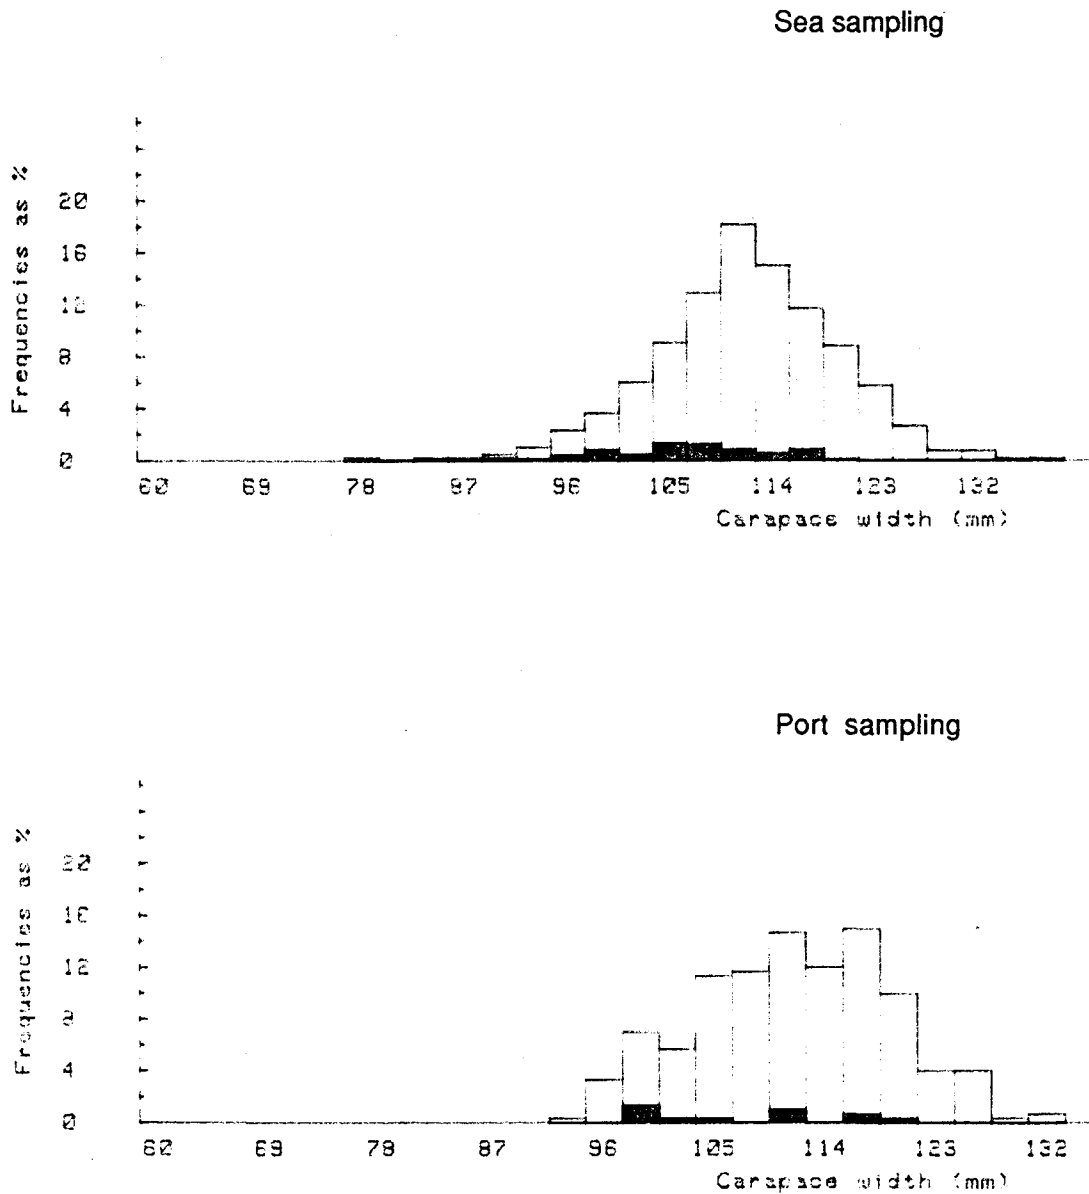 Sea sampling
Frequencies as %
20
16
12
8
4
0
60 69 78 87 96 105 114 123 132
Carapace width (mm)
Port sampling
Frequencies as %
20
16
12
8
4
0
60 69 78 87 96 105 114 123 132
Carapace width (mm)